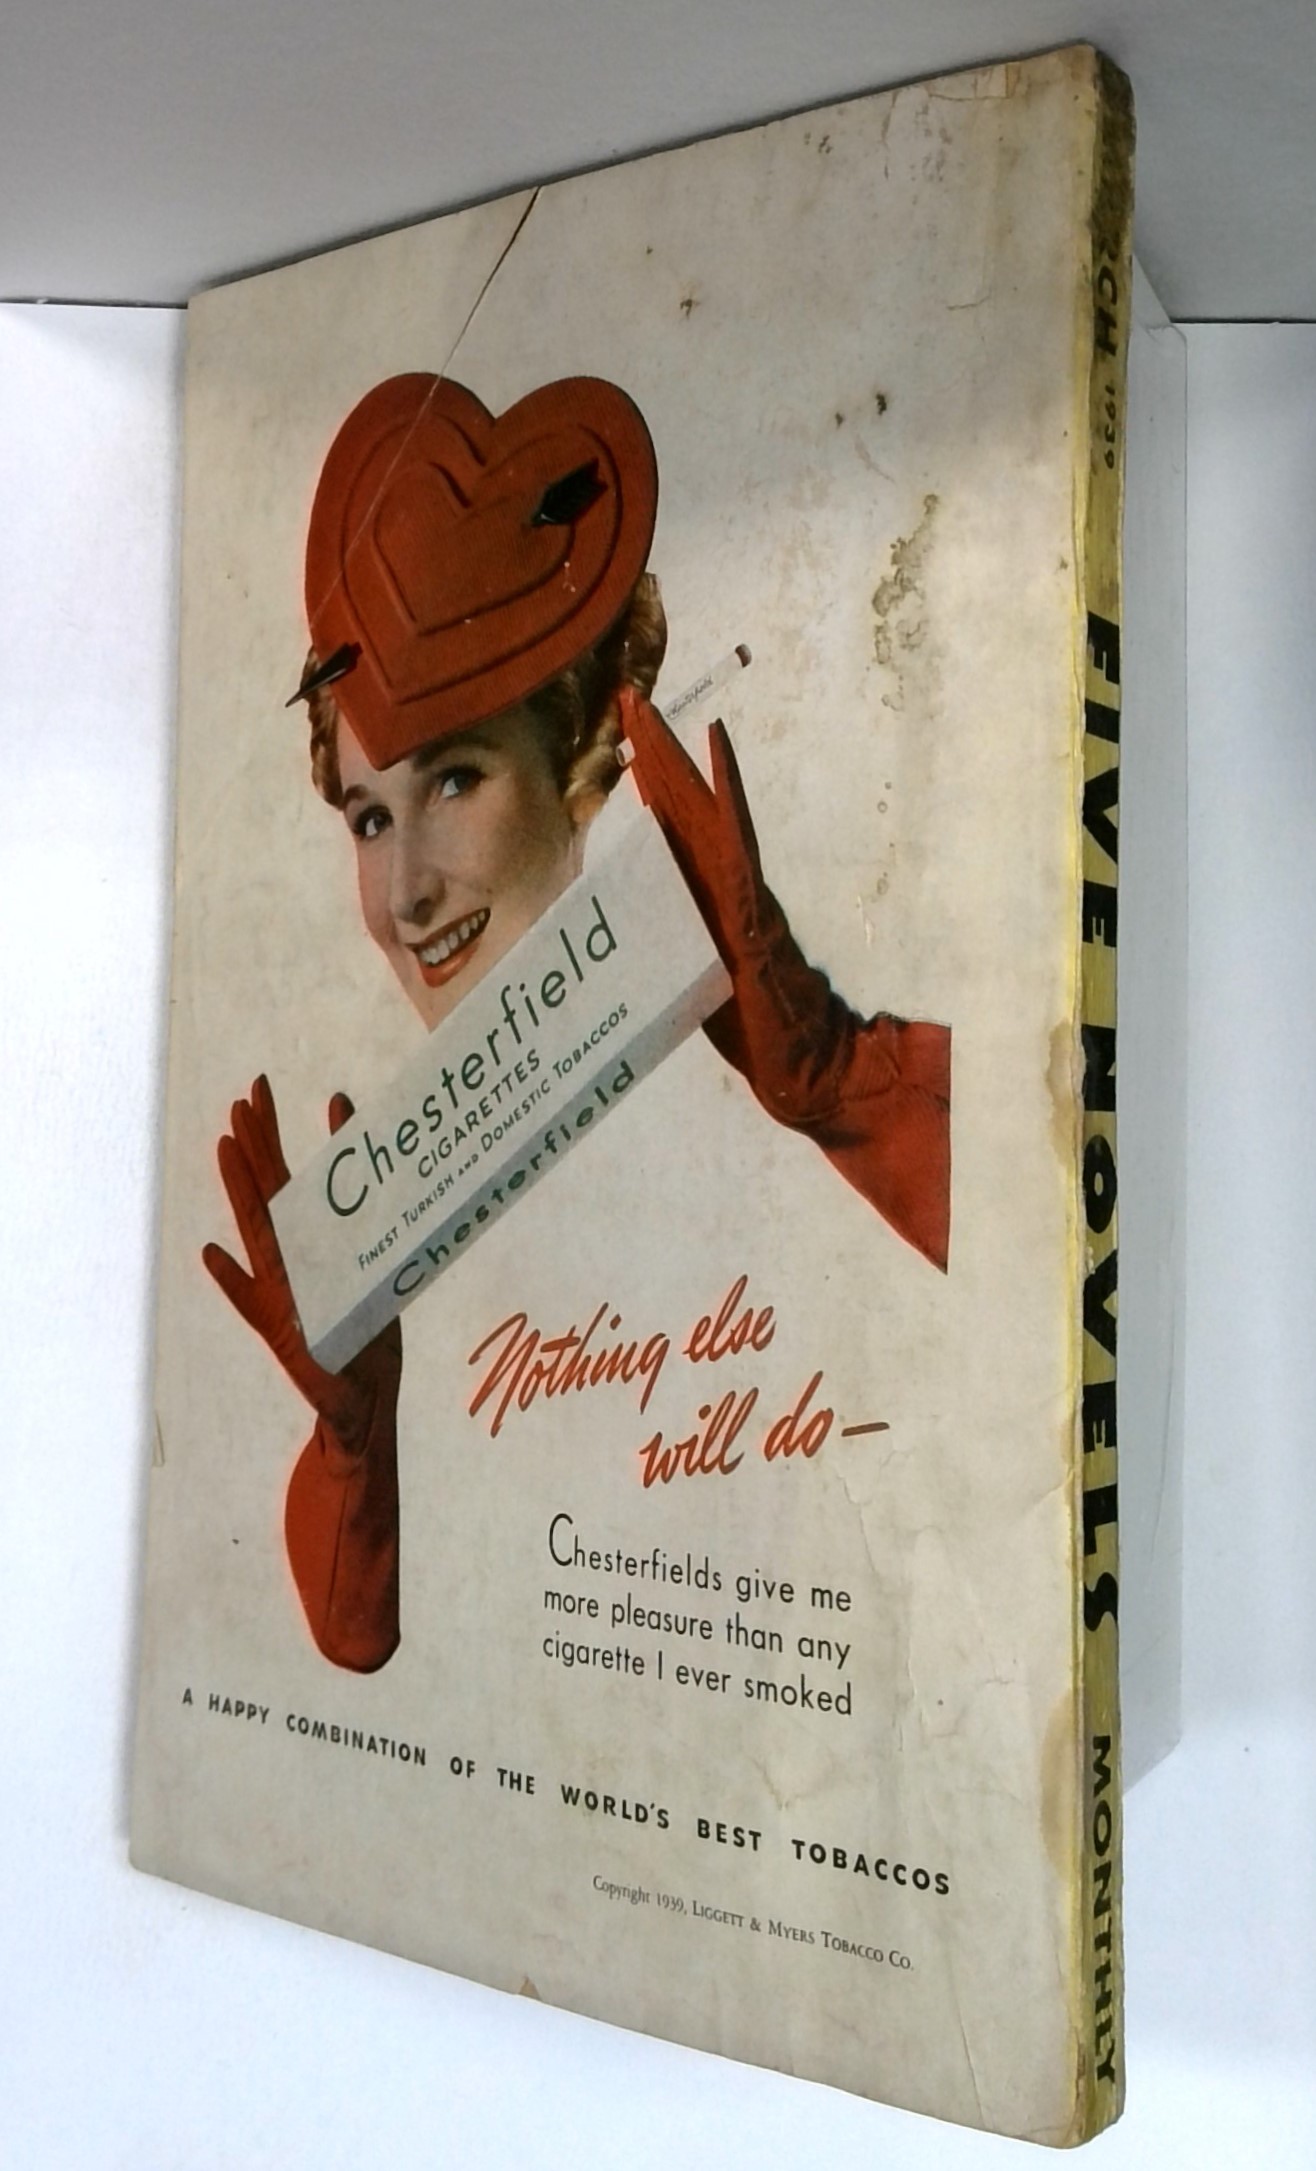 Chesterfield
Chesterfield
CIGARETTES
FINEST TURKISH AND DOMESTIC TOBACCOS
Chesterfield
Nothing else
will do—
Chesterfields give me
more pleasure than any
cigarette I ever smoked
A HAPPY COMBINATION OF THE WORLD'S BEST TOBACCOS
Copyright 1939, LIGGETT & MYERS TOBACCO CO.
1939 FIVE NOVELS MONTHLY